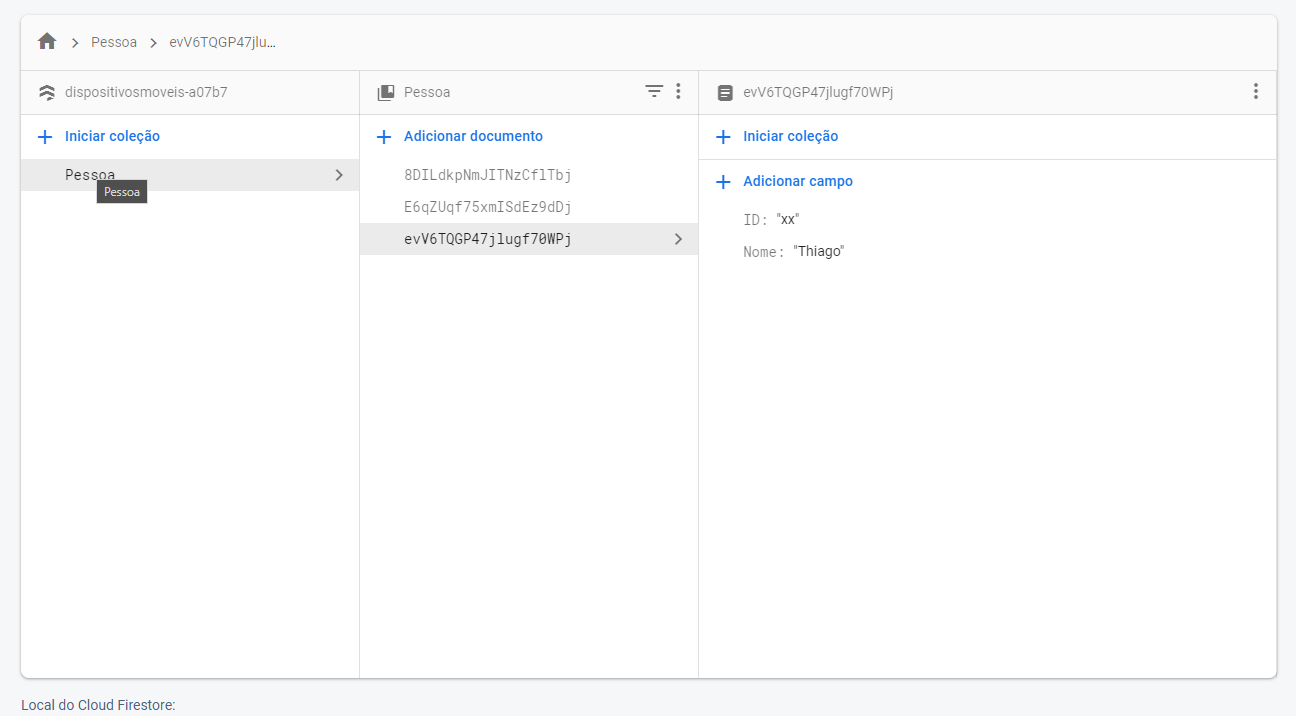 Pessoa evV6TQGP47jlu...
dispositivosmoveis-a07b7
Iniciar coleção
Pessoa
Pessoa
Pessoa
Adicionar documento
8DILdkpNmJITNzCflTbj
E6qZUqf75xmISdEz9dDj
evV6TQGP47jlugf70WPj
evV6TQGP47jlugf70WPj
Iniciar coleção
Adicionar campo
ID: "xx"
Nome: "Thiago"
Local do Cloud Firestore: